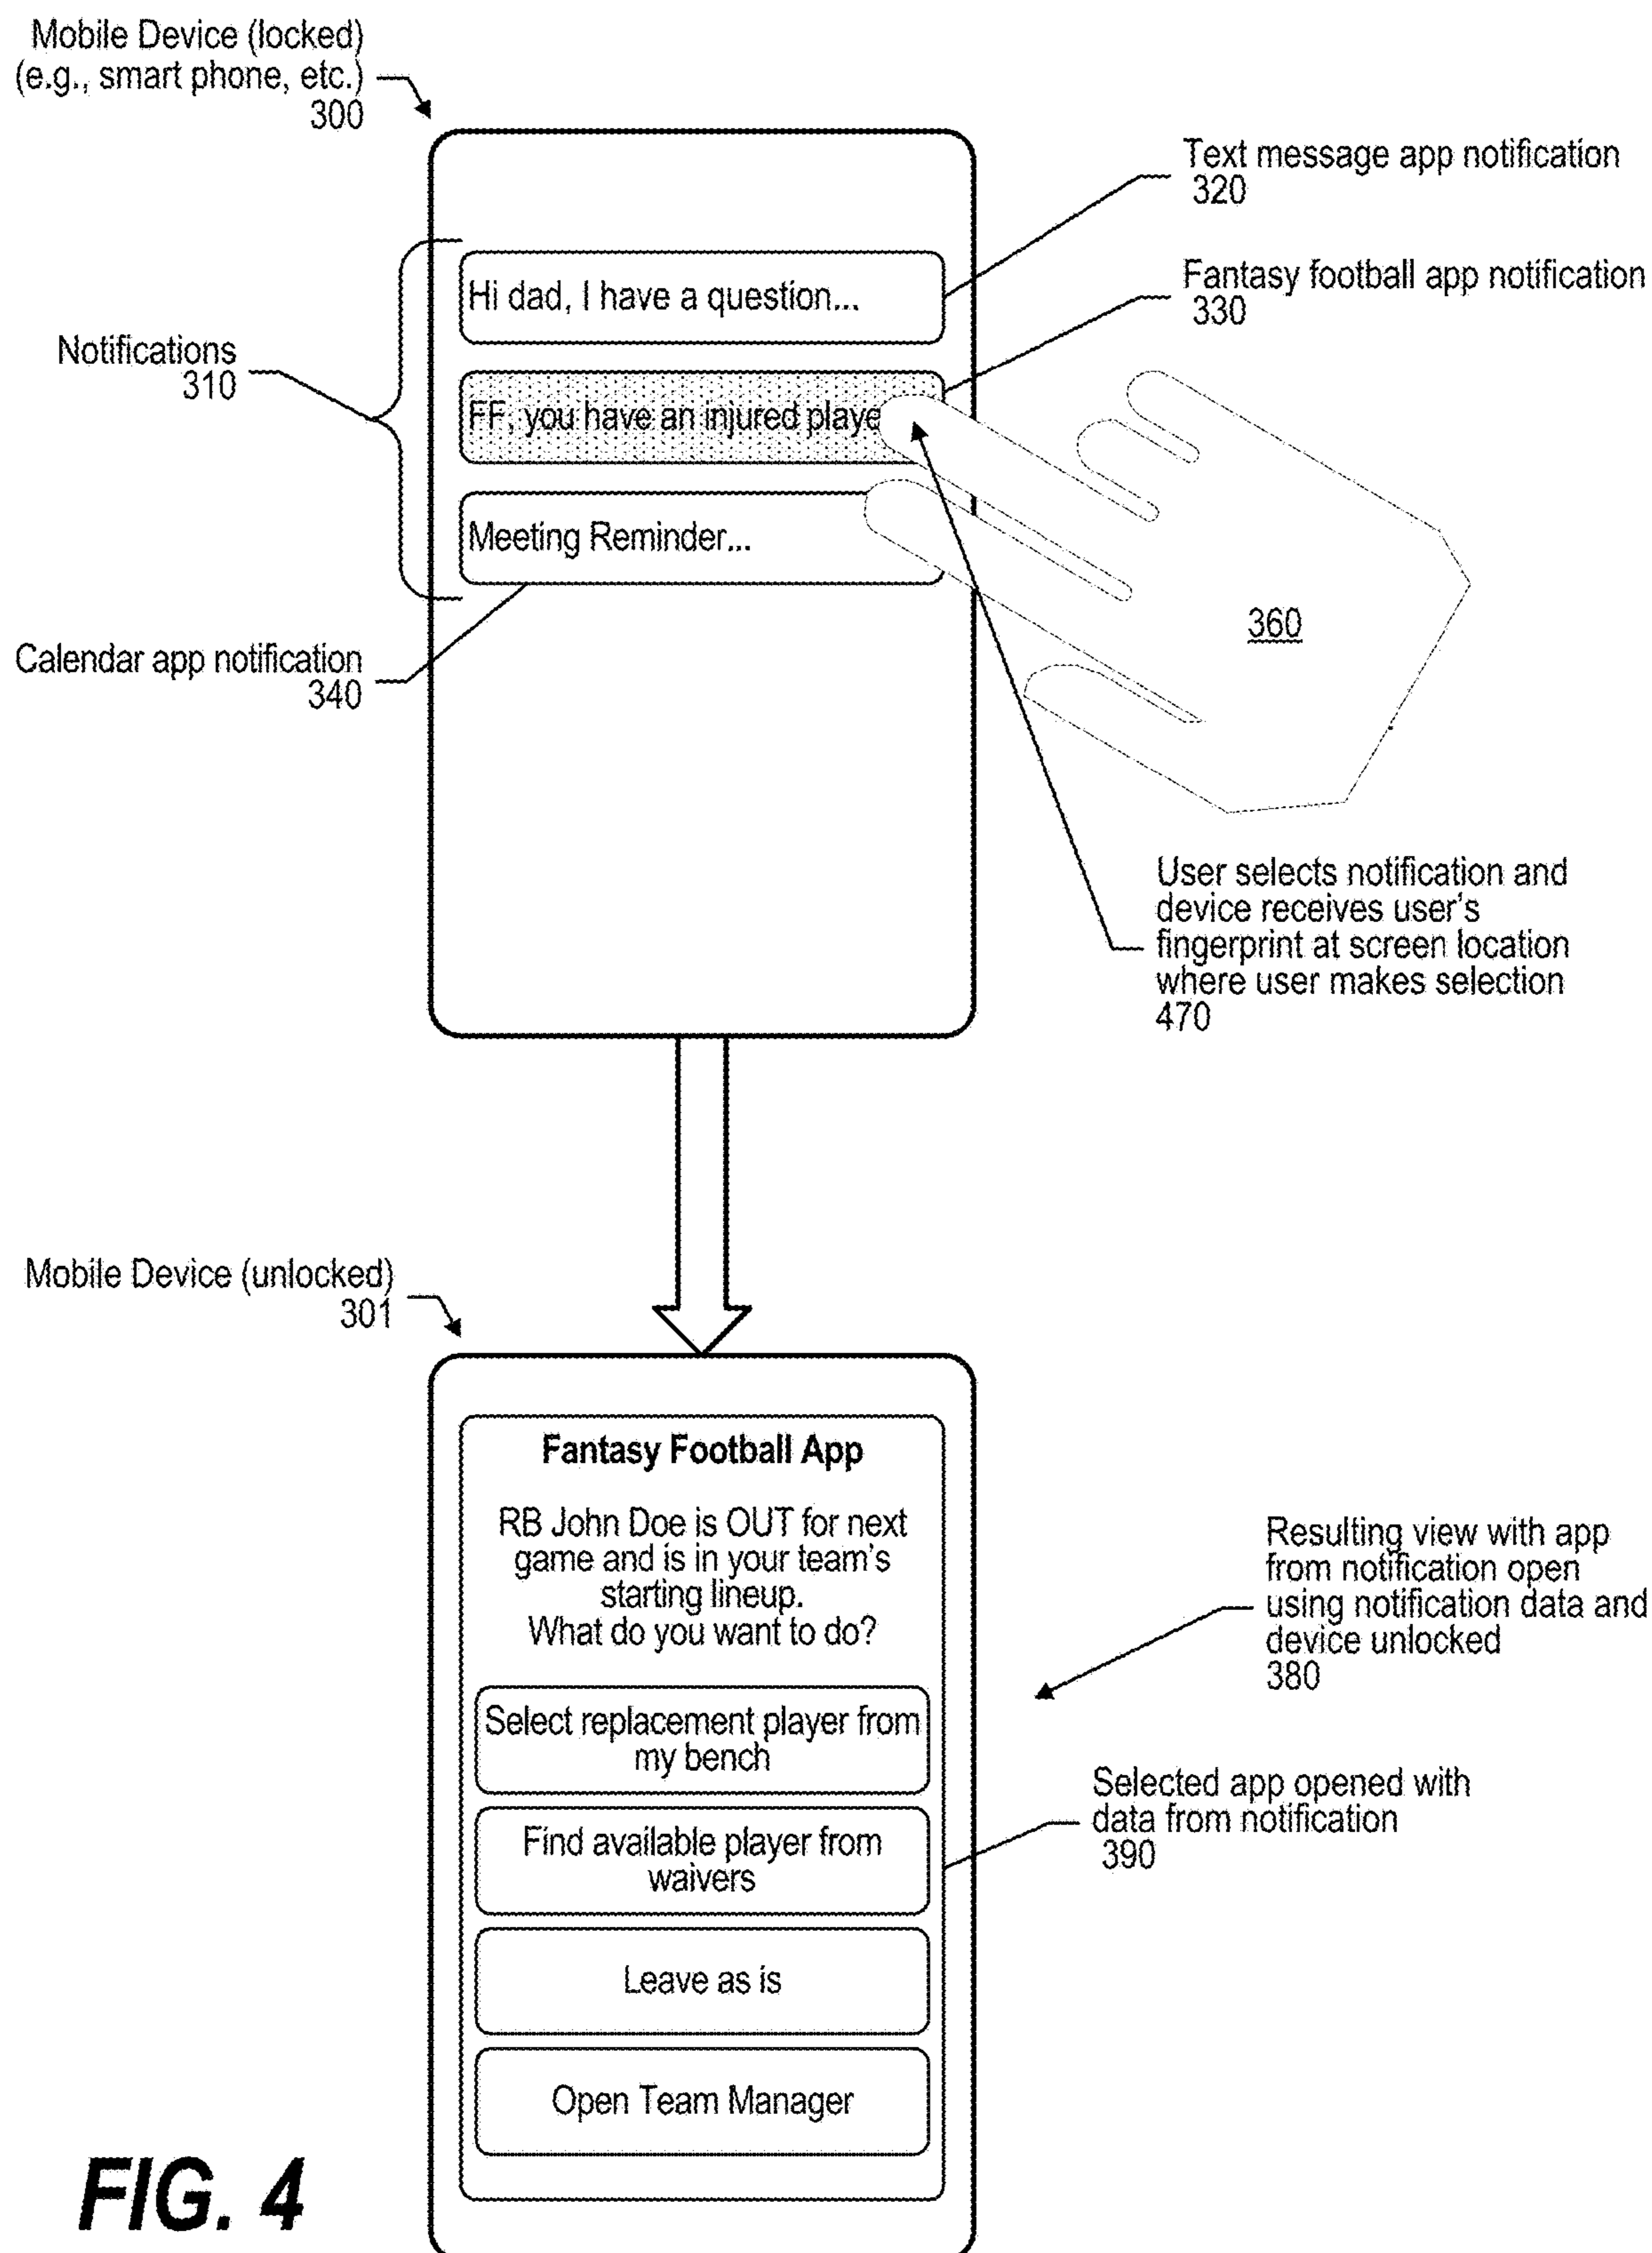 Mobile Device (locked)
(e.g., smart phone, etc.)
300
Text message app notification
320
Fantasy football app notification
330
Hi dad, I have a question...
Notifications
310
FF, you have an injured playe
Meeting Reminder...
360
Calendar app notification
340
User selects notification and
device receives user's
fingerprint at screen location
where user makes selection
470
Mobile Device (unlocked)
301
Fantasy Football App
RB John Doe is OUT for next
game and is in your team's
starting lineup.
What do you want to do?
Resulting view with app
from notification open
using notification data and
device unlocked
380
Select replacement player from
my bench
Selected app opened with
data from notification
390
Find available player from
waivers
Leave as is
Open Team Manager
FIG. 4